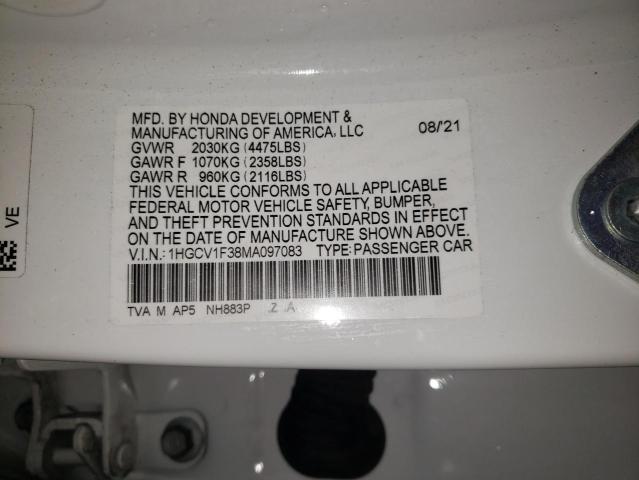 MFD. BY HONDA DEVELOPMENT &
MANUFACTURING OF AMERICA, LLC 08/'21
GVWR 2030KG (4475LBS)
GAWR F 1070KG (2358LBS)
GAWR R 960KG (2116LBS)
THIS VEHICLE CONFORMS TO ALL APPLICABLE
FEDERAL MOTOR VEHICLE SAFETY, BUMPER,
AND THEFT PREVENTION STANDARDS IN EFFECT
ON THE DATE OF MANUFACTURE SHOWN ABOVE.
V.I.N.: 1HGCV1F38MA097083 TYPE: PASSENGER CAR
TVA M AP5 NH883P Z A
VE